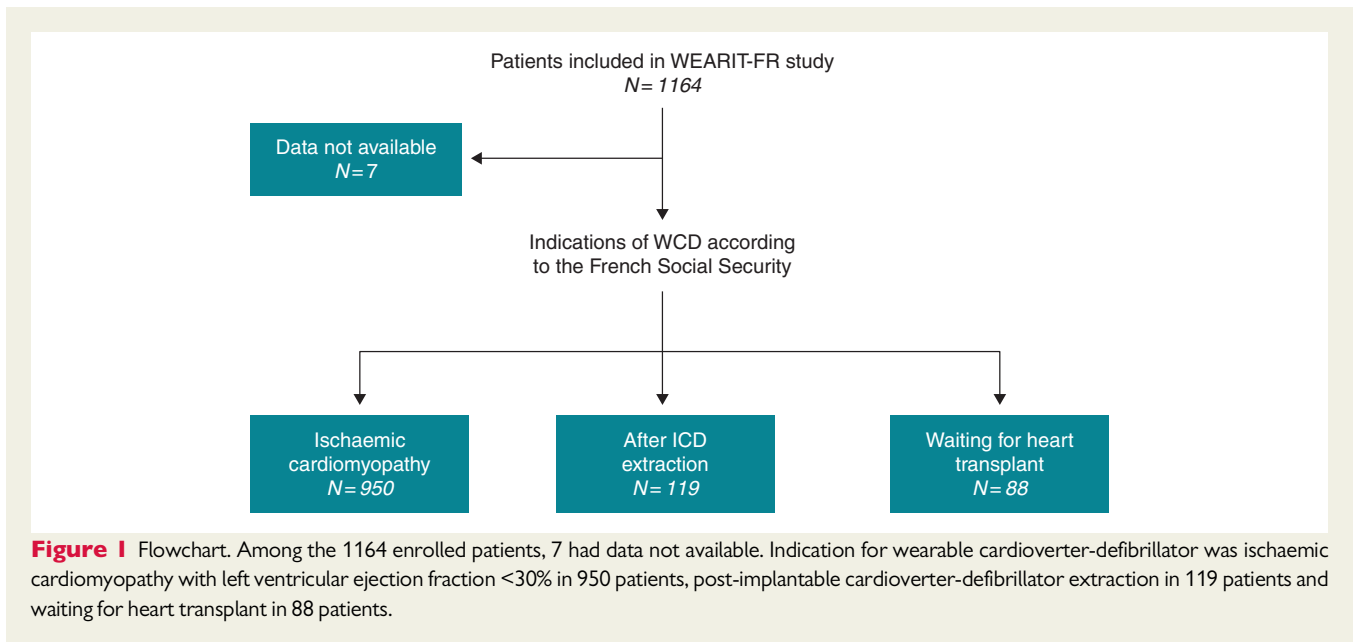 Patients included in WEARIT-FR study
N= 1164
Data not available
N= 7
Indications of WCD according
to the French Social Security
Ischaemic
cardiomyopathy
N= 950
After ICD
extraction
N= 119
Waiting for heart
transplant
N= 88
Figure 1 Flowchart. Among the 1164 enrolled patients, 7 had data not available. Indication for wearable cardioverter-defibrillator was ischaemic
cardiomyopathy with left ventricular ejection fraction <30% in 950 patients, post-implantable cardioverter-defibrillator extraction in 119 patients and
waiting for heart transplant in 88 patients.